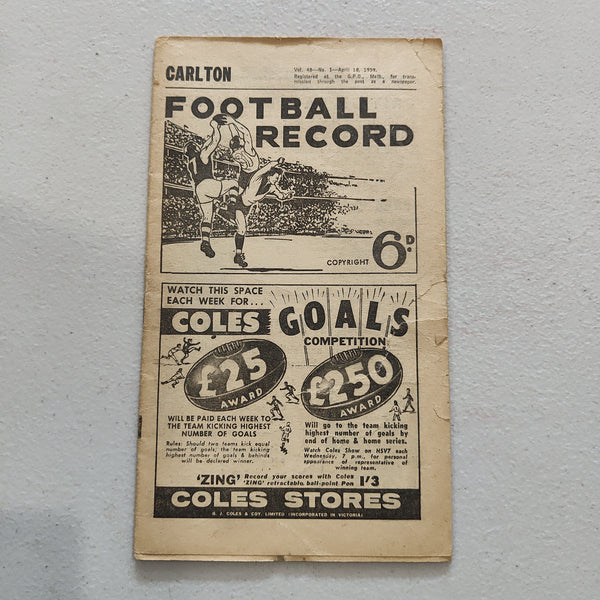 CARLTON
Vol. 48—No. 1—April 18, 1959.
Registered at the G.P.O., Melb., for trans-
mission through the post as a newspaper.
FOOTBALL
RECORD
COPYRIGHT 6D.
WATCH THIS SPACE
EACH WEEK FOR...
COLES GOALS
COMPETITION
£25
AWARD
£250
AWARD
WILL BE PAID EACH WEEK TO
THE TEAM KICKING HIGHEST
NUMBER OF GOALS
Rules: Should two teams kick equal
number of goals, the team kicking
highest number of goals & behinds
will be declared winner.
Will go to the team kicking
highest number of goals by
end of home & home series.
Watch Coles Show on HSV7 each
Wednesday, 7 p.m., for personal
appearance of representative of
winning team.
'ZING' Record your scores with Coles
'ZING' retractable ball-point Pen 1'3
COLES STORES
G. J. COLES & COY. LIMITED (INCORPORATED IN VICTORIA)